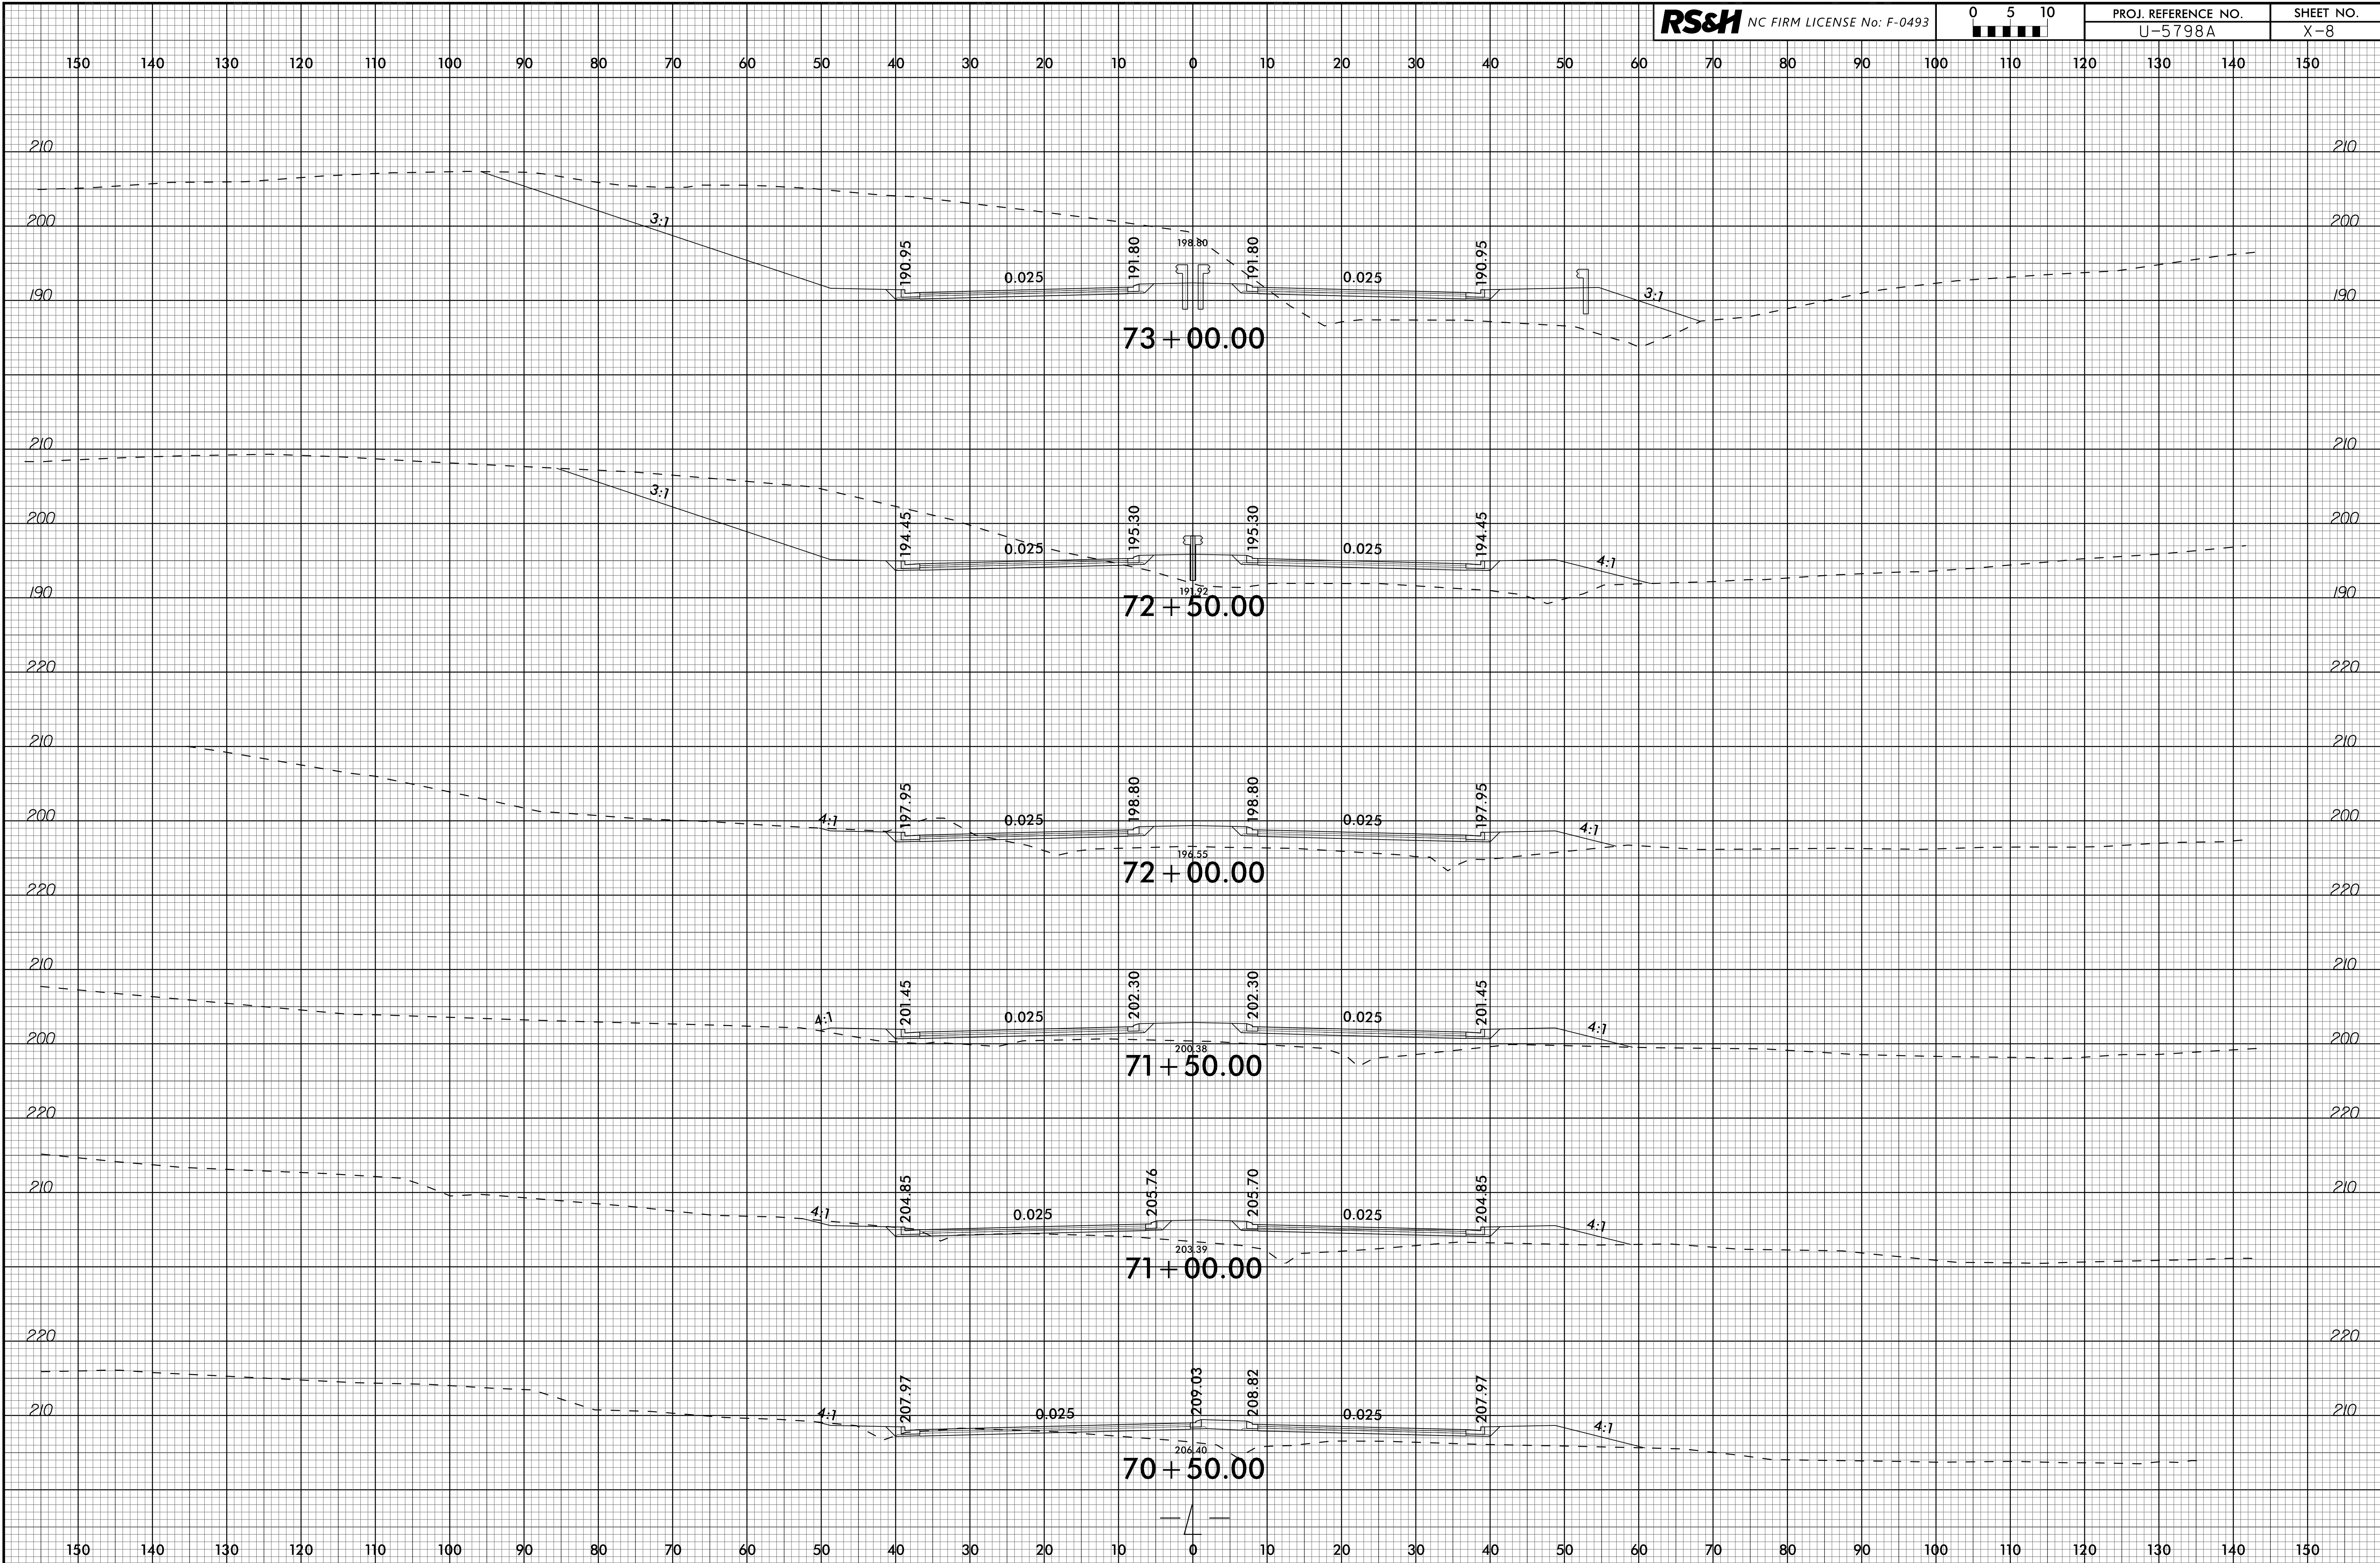 RS&H NC FIRM LICENSE No: F-0493
0 5 10
PROJ. REFERENCE NO.
SHEET NO.
U-5798A
X-8
150 140 130 120 110 100 90 80 70 60 50 40 30 20 10 0 10 20 30 40 50 60 70 80 90 100 110 120 130 140 150
210 210
200 3:1 200
190.95 0.025 191.80 198.80 191.80 0.025 190.95
190 3:1 190
73+00.00
210 210
3:1
200 200
194.45 0.025 195.30 195.30 0.025 194.45 4:1
190 191.92 190
72+50.00
220 220
210 210
200 4:1 197.95 0.025 198.80 198.80 0.025 197.95 4:1 200
196.55
72+00.00
220 220
210 210
4:1 201.45 0.025 202.30 202.30 0.025 201.45 4:1
200 200.38 200
71+50.00
220 220
210 210
4:1 204.85 0.025 205.76 205.70 0.025 204.85 4:1
203.39
71+00.00
220 220
210 4:1 207.97 0.025 209.03 208.82 0.025 207.97 4:1 210
206.40
70+50.00
-L-
150 140 130 120 110 100 90 80 70 60 50 40 30 20 10 0 10 20 30 40 50 60 70 80 90 100 110 120 130 140 150